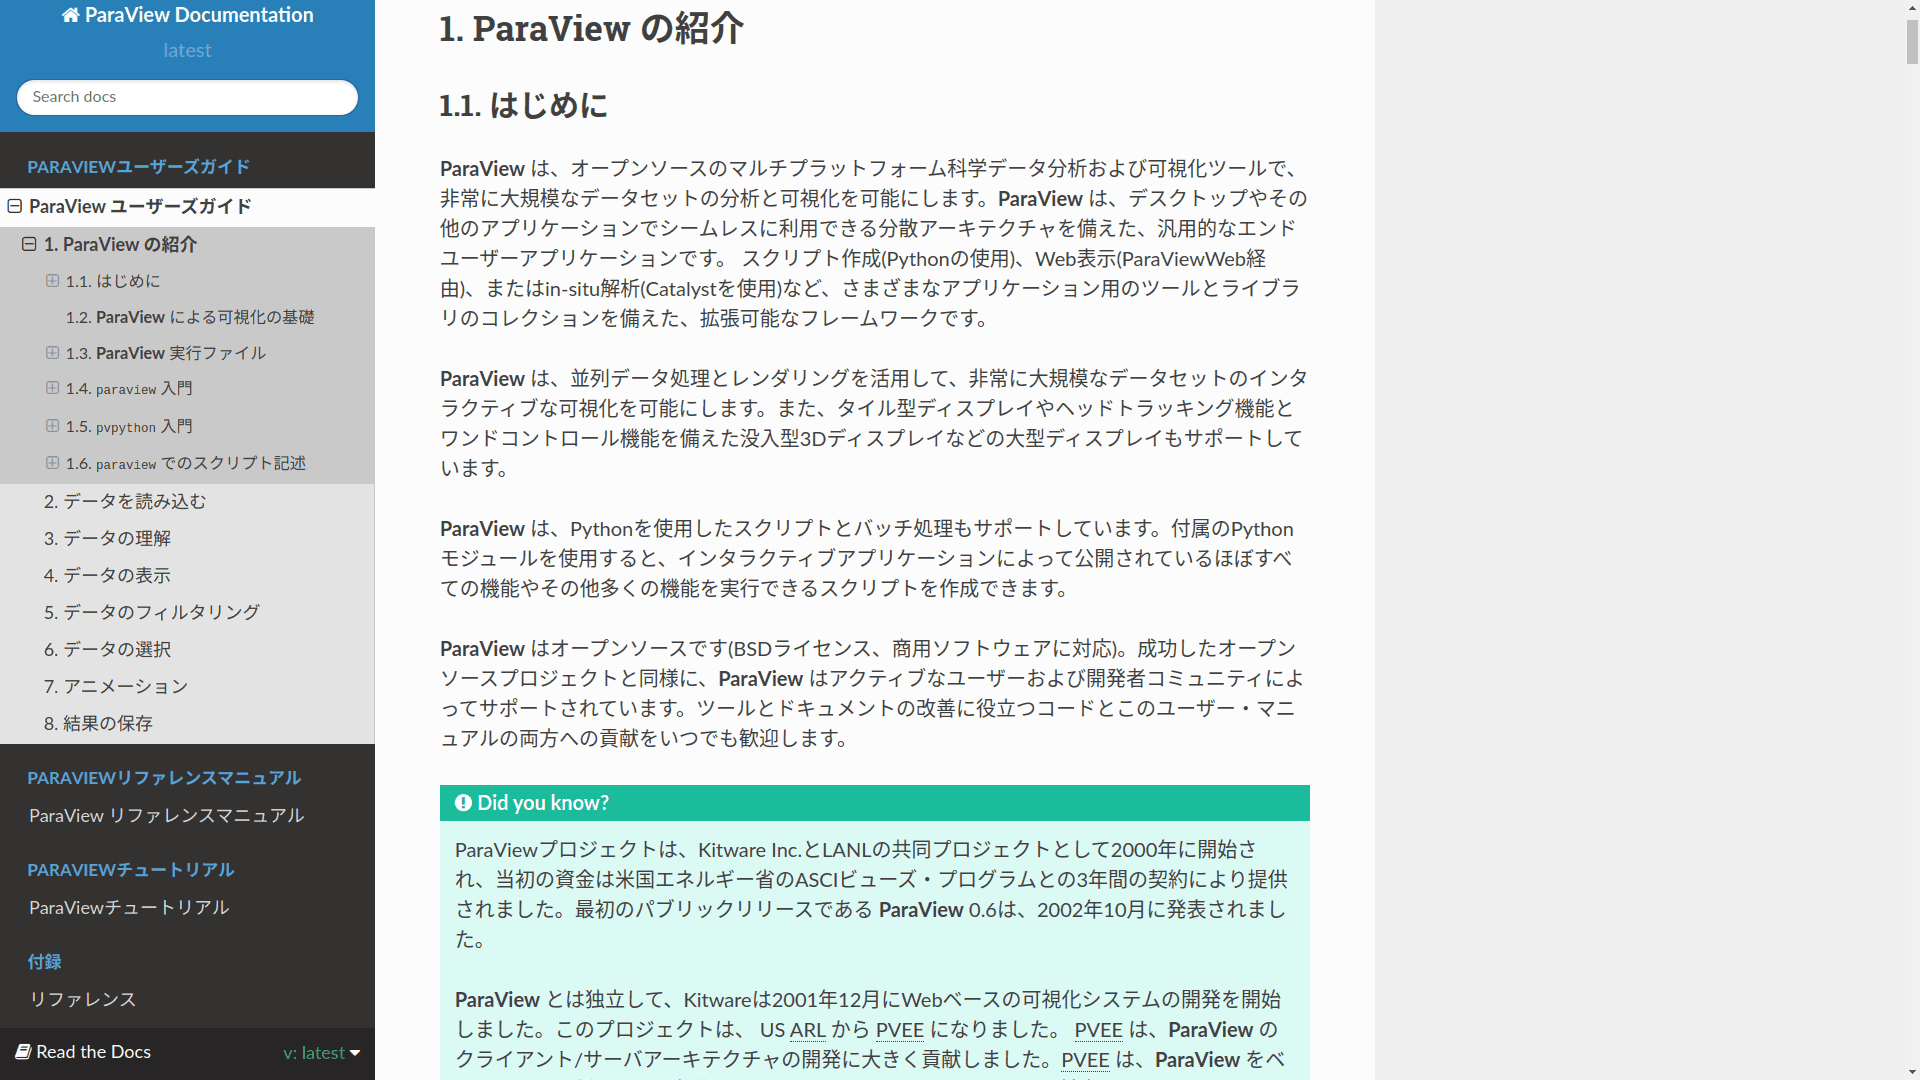 ParaView Documentation
latest
Search docs
PARAVIEWユーザーズガイド
ParaView ユーザーズガイド
1. ParaView の紹介
1.1. はじめに
1.2. ParaView による可視化の基礎
1.3. ParaView 実行ファイル
1.4. paraview 入門
1.5. pvpython 入門
1.6. paraview でのスクリプト記述
2. データを読み込む
3. データの理解
4. データの表示
5. データのフィルタリング
6. データの選択
7. アニメーション
8. 結果の保存
PARAVIEWリファレンスマニュアル
ParaView リファレンスマニュアル
PARAVIEWチュートリアル
ParaViewチュートリアル
付録
リファレンス
Read the Docs
v: latest
1. ParaView の紹介
1.1. はじめに
ParaView は、オープンソースのマルチプラットフォーム科学データ分析および可視化ツールで、
非常に大規模なデータセットの分析と可視化を可能にします。ParaView は、デスクトップやその
他のアプリケーションでシームレスに利用できる分散アーキテクチャを備えた、汎用的なエンド
ユーザーアプリケーションです。 スクリプト作成(Pythonの使用)、Web表示(ParaViewWeb経
由)、またはin-situ解析(Catalystを使用)など、さまざまなアプリケーション用のツールとライブラ
リのコレクションを備えた、拡張可能なフレームワークです。
ParaView は、並列データ処理とレンダリングを活用して、非常に大規模なデータセットのインタ
ラクティブな可視化を可能にします。また、タイル型ディスプレイやヘッドトラッキング機能と
ワンドコントロール機能を備えた没入型3Dディスプレイなどの大型ディスプレイもサポートして
います。
ParaView は、Pythonを使用したスクリプトとバッチ処理もサポートしています。付属のPython
モジュールを使用すると、インタラクティブアプリケーションによって公開されているほぼすべ
ての機能やその他多くの機能を実行できるスクリプトを作成できます。
ParaView はオープンソースです(BSDライセンス、商用ソフトウェアに対応)。成功したオープン
ソースプロジェクトと同様に、ParaView はアクティブなユーザーおよび開発者コミュニティによ
ってサポートされています。ツールとドキュメントの改善に役立つコードとこのユーザー・マニ
ュアルの両方への貢献をいつでも歓迎します。
Did you know?
ParaViewプロジェクトは、Kitware Inc.とLANLの共同プロジェクトとして2000年に開始さ
れ、当初の資金は米国エネルギー省のASCIビューズ・プログラムとの3年間の契約により提供
されました。最初のパブリックリリースである ParaView 0.6は、2002年10月に発表されまし
た。
ParaView とは独立して、Kitwareは2001年12月にWebベースの可視化システムの開発を開始
しました。このプロジェクトは、 US ARL から PVEE になりました。 PVEE は、ParaView の
クライアント/サーバアーキテクチャの開発に大きく貢献しました。PVEE は、ParaView をベ